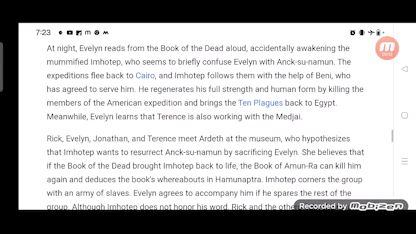 7:23
At night, Evelyn reads from the Book of the Dead aloud, accidentally awakening the
mummified Imhotep, who seems to briefly confuse Evelyn with Anck-su-namun. The
expeditions flee back to Cairo, and Imhotep follows them with the help of Beni, who
has agreed to serve him. He regenerates his full strength and human form by killing the
members of the American expedition and brings the Ten Plagues back to Egypt.
Meanwhile, Evelyn learns that Terence is also working with the Medjai.
Rick, Evelyn, Jonathan, and Terence meet Ardeth at the museum, who hypothesizes
that Imhotep wants to resurrect Anck-su-namun by sacrificing Evelyn. She believes that
if the Book of the Dead brought Imhotep back to life, the Book of Amun-Ra can kill him
again and deduces the book's whereabouts in Hamunaptra. Imhotep corners the group
with an army of slaves. Evelyn agrees to accompany him if he spares the rest of the
group. Although Imhotep does not honor his word, Rick and the othe
Recorded by mobizen